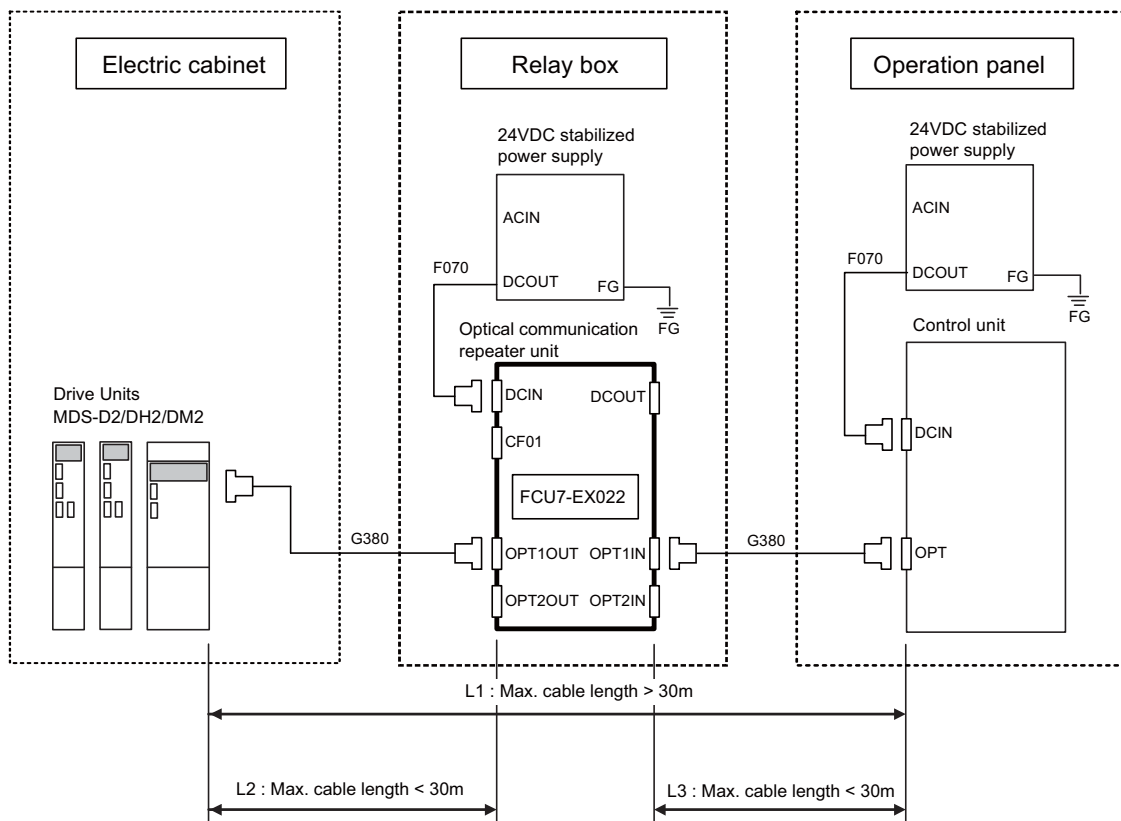 Electric cabinet
Relay box
Operation panel
24VDC stabilized
power supply
ACIN
F070
DCOUT
FG
FG
24VDC stabilized
power supply
ACIN
F070
DCOUT
FG
FG
Optical communication
repeater unit
DCIN
DCOUT
CF01
FCU7-EX022
OPT1OUT
OPT1IN
OPT2OUT
OPT2IN
Control unit
DCIN
OPT
Drive Units
MDS-D2/DH2/DM2
G380
G380
L1 : Max. cable length > 30m
L2 : Max. cable length < 30m
L3 : Max. cable length < 30m